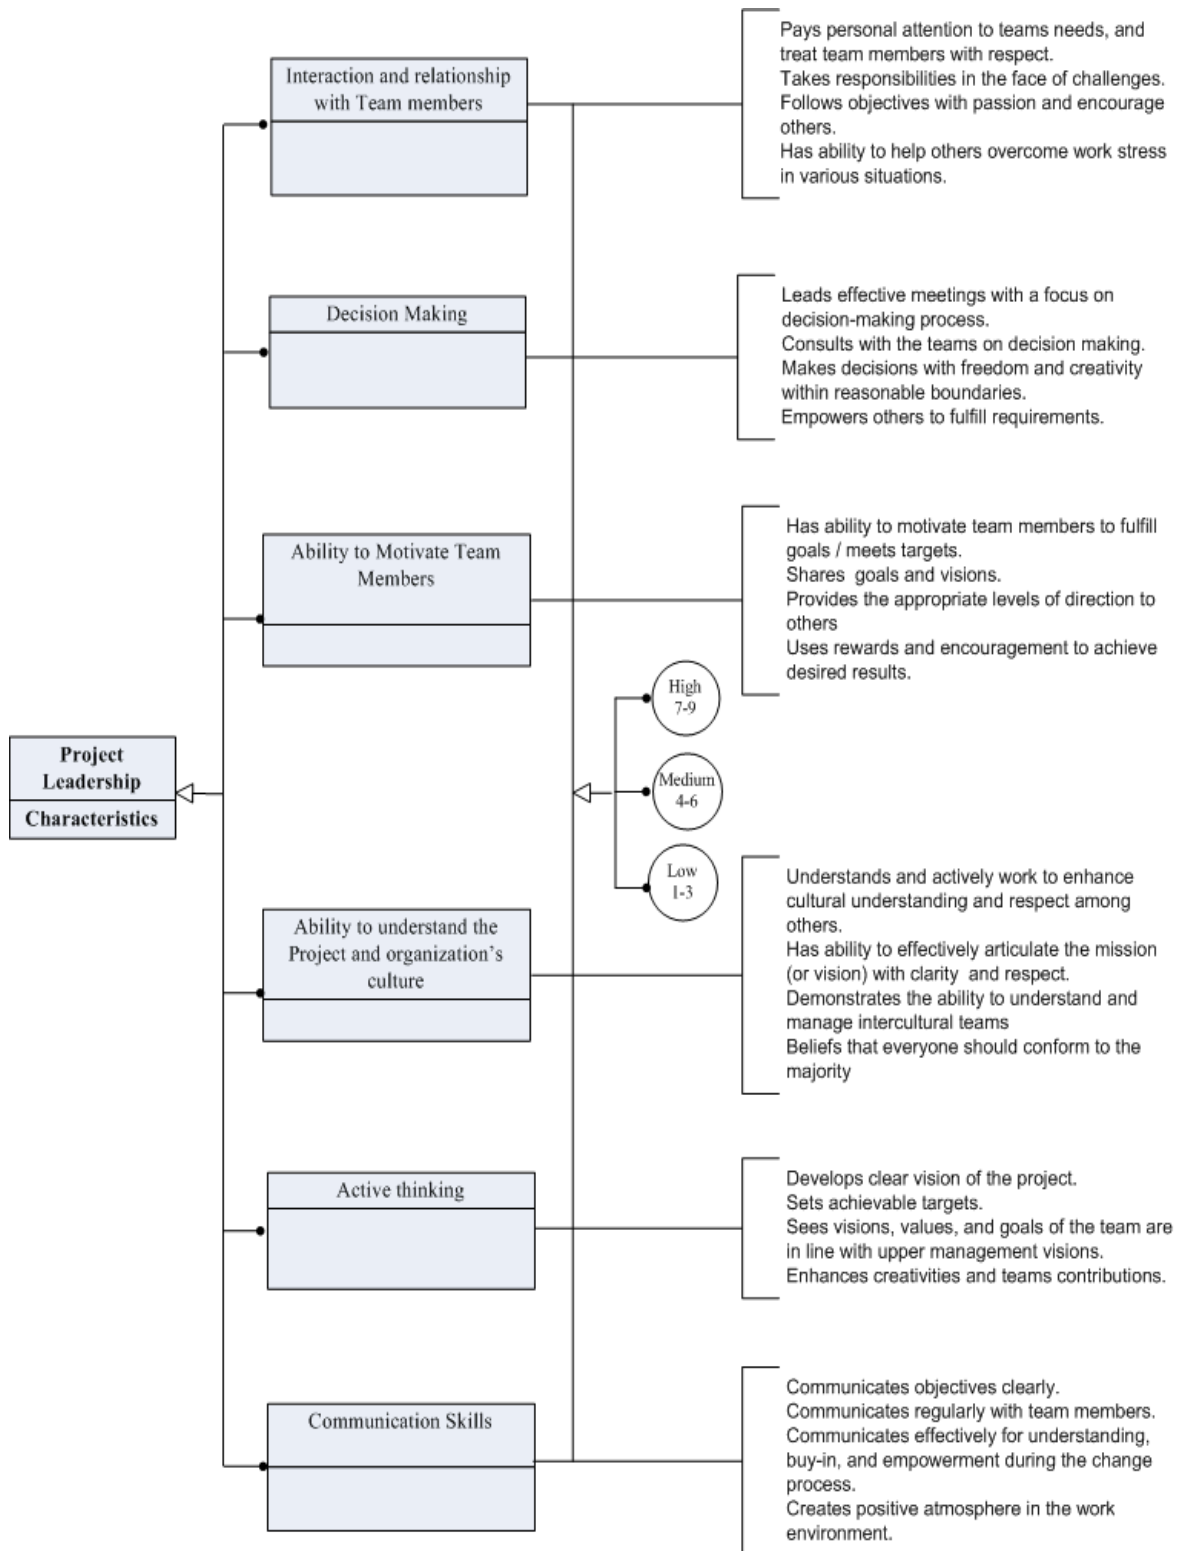 Pays personal attention to teams needs, and
treat team members with respect.
Takes responsibilities in the face of challenges.
Follows objectives with passion and encourage
others.
Has ability to help others overcome work stress
in various situations.
Interaction and relationship
with Team members
Decision Making
Leads effective meetings with a focus on
decision-making process.
Consults with the teams on decision making.
Makes decisions with freedom and creativity
within reasonable boundaries.
Empowers others to fulfill requirements.
Ability to Motivate Team
Members
Has ability to motivate team members to fulfill
goals / meets targets.
Shares goals and visions.
Provides the appropriate levels of direction to
others
Uses rewards and encouragement to achieve
desired results.
High
7-9
Medium
4-6
Low
1-3
Project
Leadership
Characteristics
Ability to understand the
Project and organization's
culture
Understands and actively work to enhance
cultural understanding and respect among
others.
Has ability to effectively articulate the mission
(or vision) with clarity and respect.
Demonstrates the ability to understand and
manage intercultural teams
Beliefs that everyone should conform to the
majority
Active thinking
Develops clear vision of the project.
Sets achievable targets.
Sees visions, values, and goals of the team are
in line with upper management visions.
Enhances creativities and teams contributions.
Communication Skills
Communicates objectives clearly.
Communicates regularly with team members.
Communicates effectively for understanding,
buy-in, and empowerment during the change
process.
Creates positive atmosphere in the work
environment.